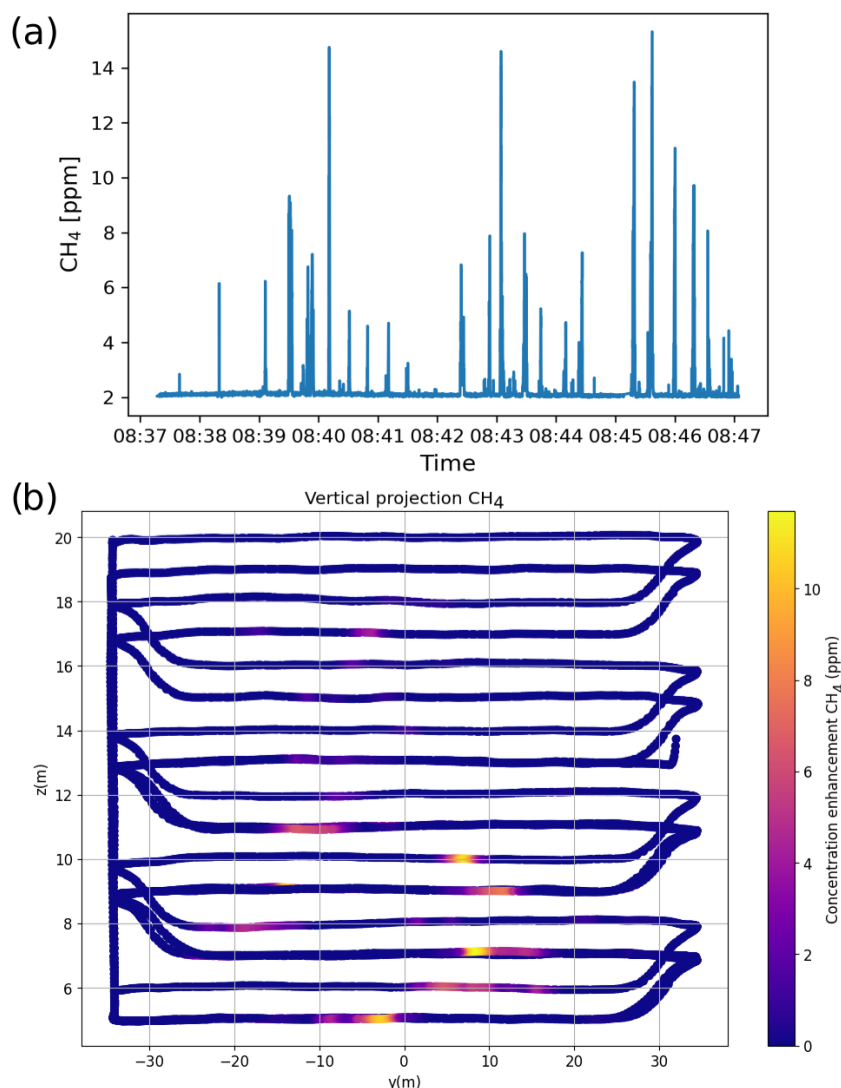 (a)
CH₄ [ppm]
14
12
10
8
6
4
2
08:37 08:38 08:39 08:40 08:41 08:42 08:43 08:44 08:45 08:46 08:47
Time
(b)
Vertical projection CH₄
z(m)
20
18
16
14
12
10
8
6
−30 −20 −10 0 10 20 30
y(m)
10
8
6
4
2
0
Concentration enhancement CH₄ (ppm)